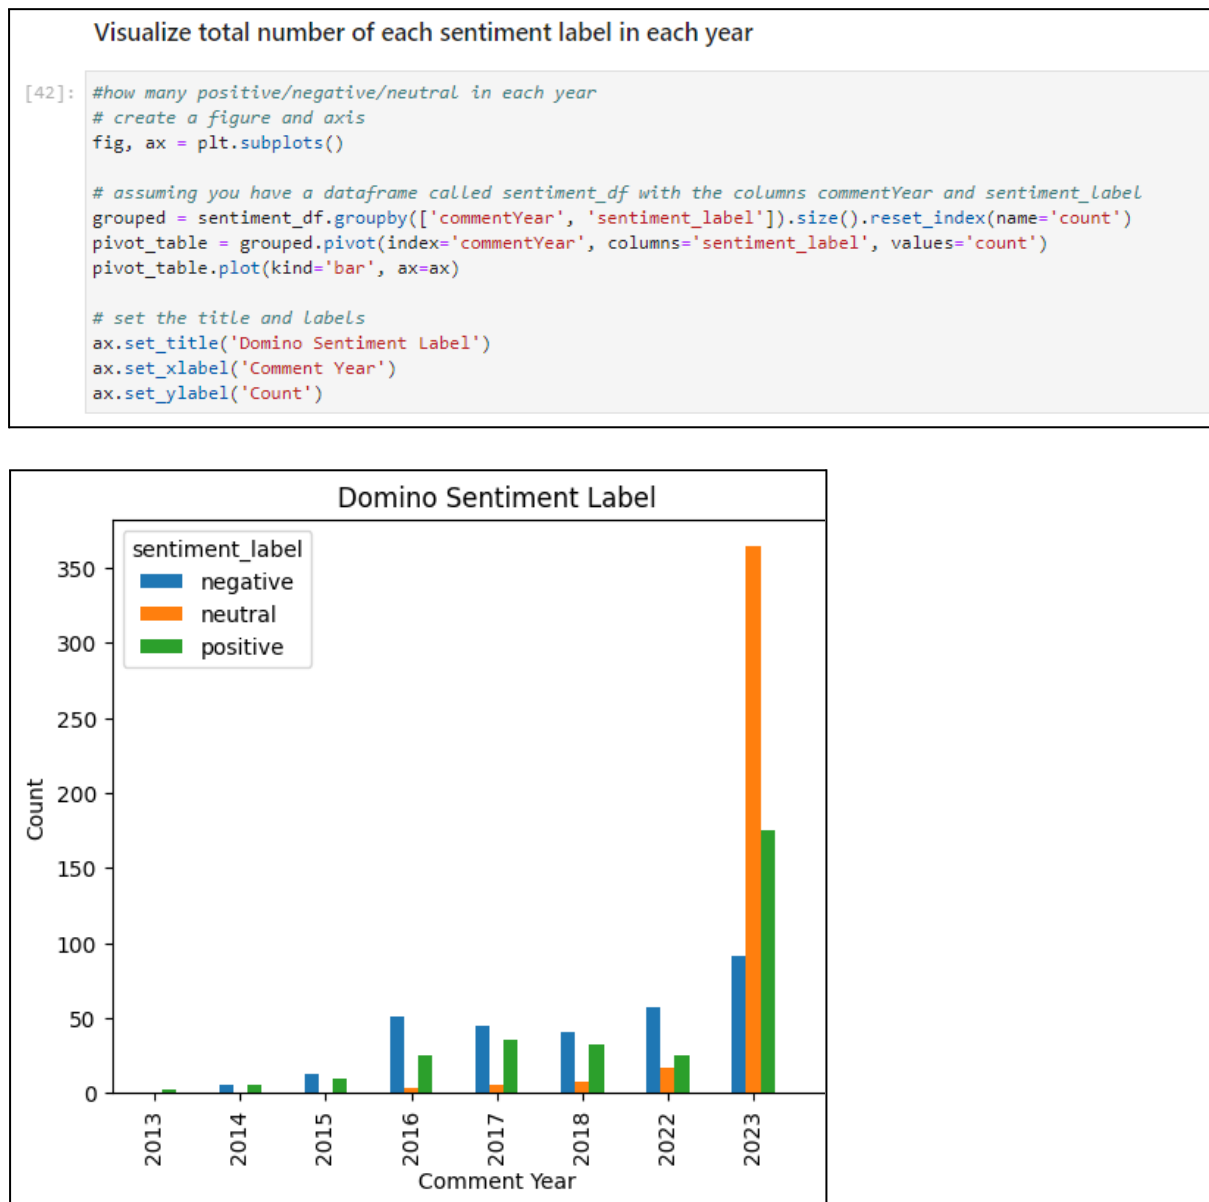 Visualize total number of each sentiment label in each year
[42]: #how many positive/negative/neutral in each year
# create a figure and axis
fig, ax = plt.subplots()
# assuming you have a dataframe called sentiment_df with the columns commentYear and sentiment_label
grouped = sentiment_df.groupby(['commentYear', 'sentiment_label']).size().reset_index(name='count')
pivot_table = grouped.pivot(index='commentYear', columns='sentiment_label', values='count')
pivot_table.plot(kind='bar', ax=ax)
# set the title and labels
ax.set_title('Domino Sentiment Label')
ax.set_xlabel('Comment Year')
ax.set_ylabel('Count')
Domino Sentiment Label
sentiment_label
negative
neutral
positive
350
300
250
200
150
100
50
0
Count
2013 2014 2015 2016 2017 2018 2022 2023
Comment Year